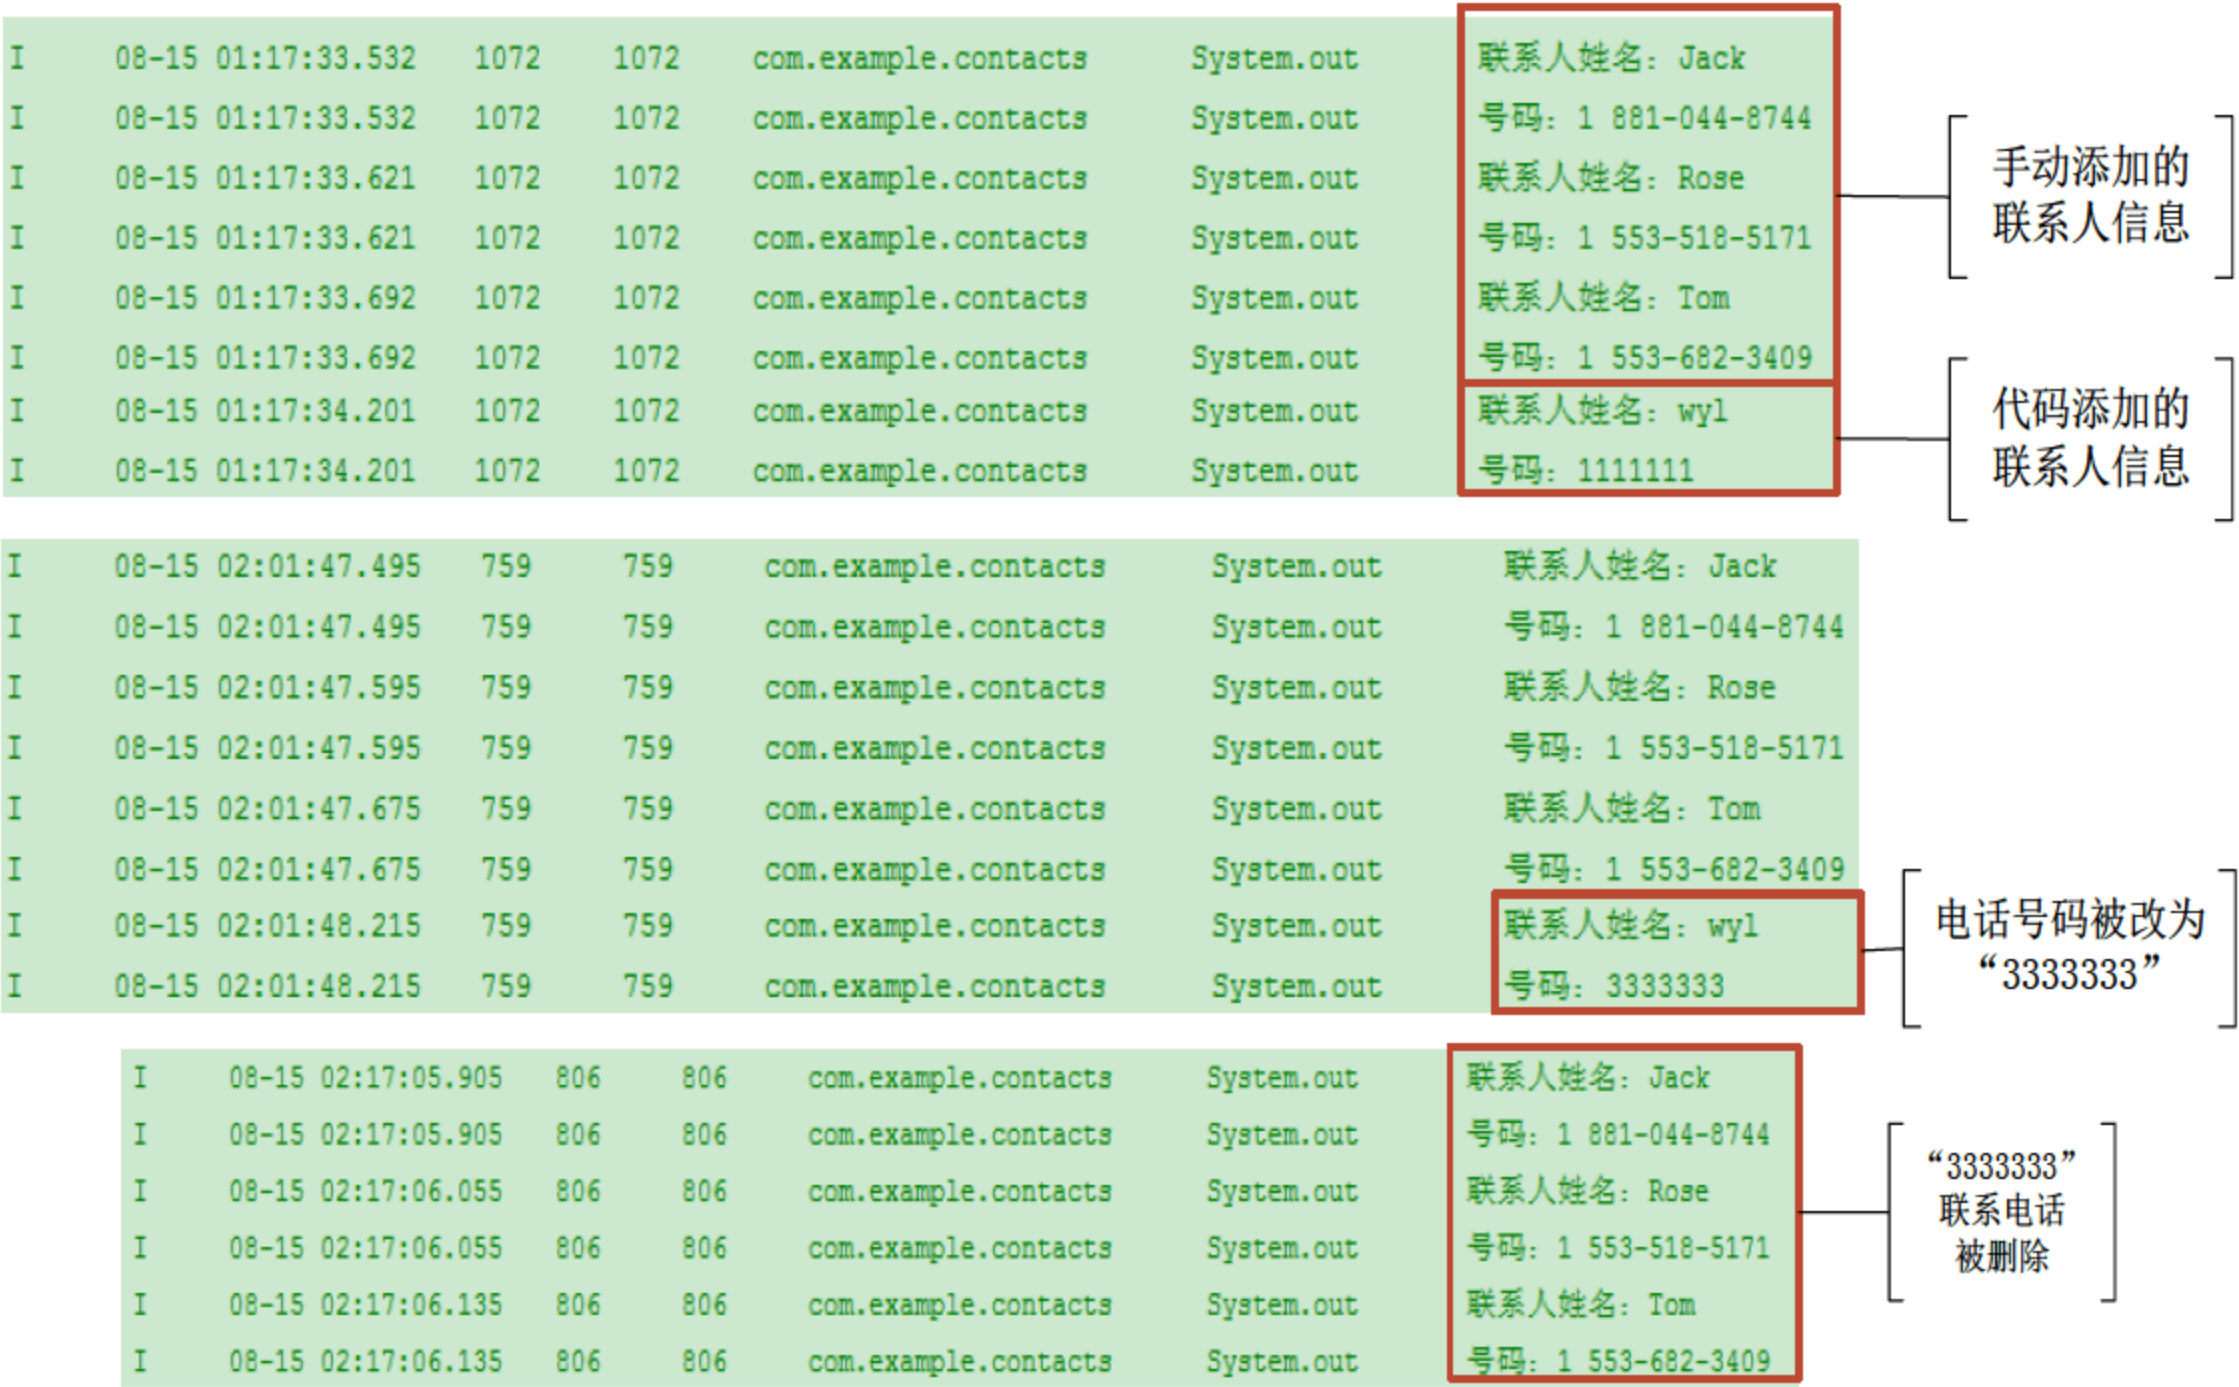 I 08-15 01:17:33.532 1072 1072 com.example.contacts System.out 联系人姓名：Jack
I 08-15 01:17:33.532 1072 1072 com.example.contacts System.out 号码：1 881-044-8744
I 08-15 01:17:33.621 1072 1072 com.example.contacts System.out 联系人姓名：Rose
I 08-15 01:17:33.621 1072 1072 com.example.contacts System.out 号码：1 553-518-5171
I 08-15 01:17:33.692 1072 1072 com.example.contacts System.out 联系人姓名：Tom
I 08-15 01:17:33.692 1072 1072 com.example.contacts System.out 号码：1 553-682-3409
I 08-15 01:17:34.201 1072 1072 com.example.contacts System.out 联系人姓名：wyl
I 08-15 01:17:34.201 1072 1072 com.example.contacts System.out 号码：1111111
手动添加的
联系人信息
代码添加的
联系人信息
I 08-15 02:01:47.495 759 759 com.example.contacts System.out 联系人姓名：Jack
I 08-15 02:01:47.495 759 759 com.example.contacts System.out 号码：1 881-044-8744
I 08-15 02:01:47.595 759 759 com.example.contacts System.out 联系人姓名：Rose
I 08-15 02:01:47.595 759 759 com.example.contacts System.out 号码：1 553-518-5171
I 08-15 02:01:47.675 759 759 com.example.contacts System.out 联系人姓名：Tom
I 08-15 02:01:47.675 759 759 com.example.contacts System.out 号码：1 553-682-3409
I 08-15 02:01:48.215 759 759 com.example.contacts System.out 联系人姓名：wyl
I 08-15 02:01:48.215 759 759 com.example.contacts System.out 号码：3333333
电话号码被改为
“3333333”
I 08-15 02:17:05.905 806 806 com.example.contacts System.out 联系人姓名：Jack
I 08-15 02:17:05.905 806 806 com.example.contacts System.out 号码：1 881-044-8744
I 08-15 02:17:06.055 806 806 com.example.contacts System.out 联系人姓名：Rose
I 08-15 02:17:06.055 806 806 com.example.contacts System.out 号码：1 553-518-5171
I 08-15 02:17:06.135 806 806 com.example.contacts System.out 联系人姓名：Tom
I 08-15 02:17:06.135 806 806 com.example.contacts System.out 号码：1 553-682-3409
“3333333”
联系电话
被删除